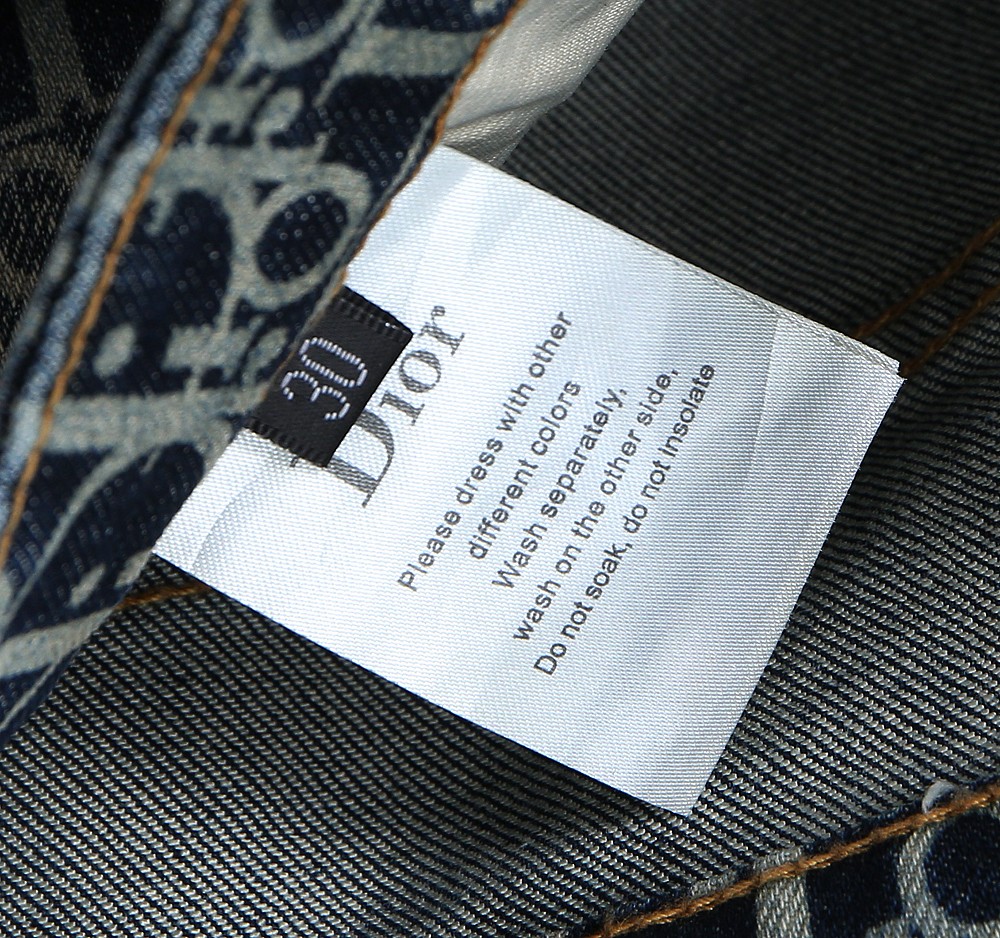 30
Dior
Please dress with other
different colors
Wash separately,
wash on the other side,
Do not soak, do not Insolate